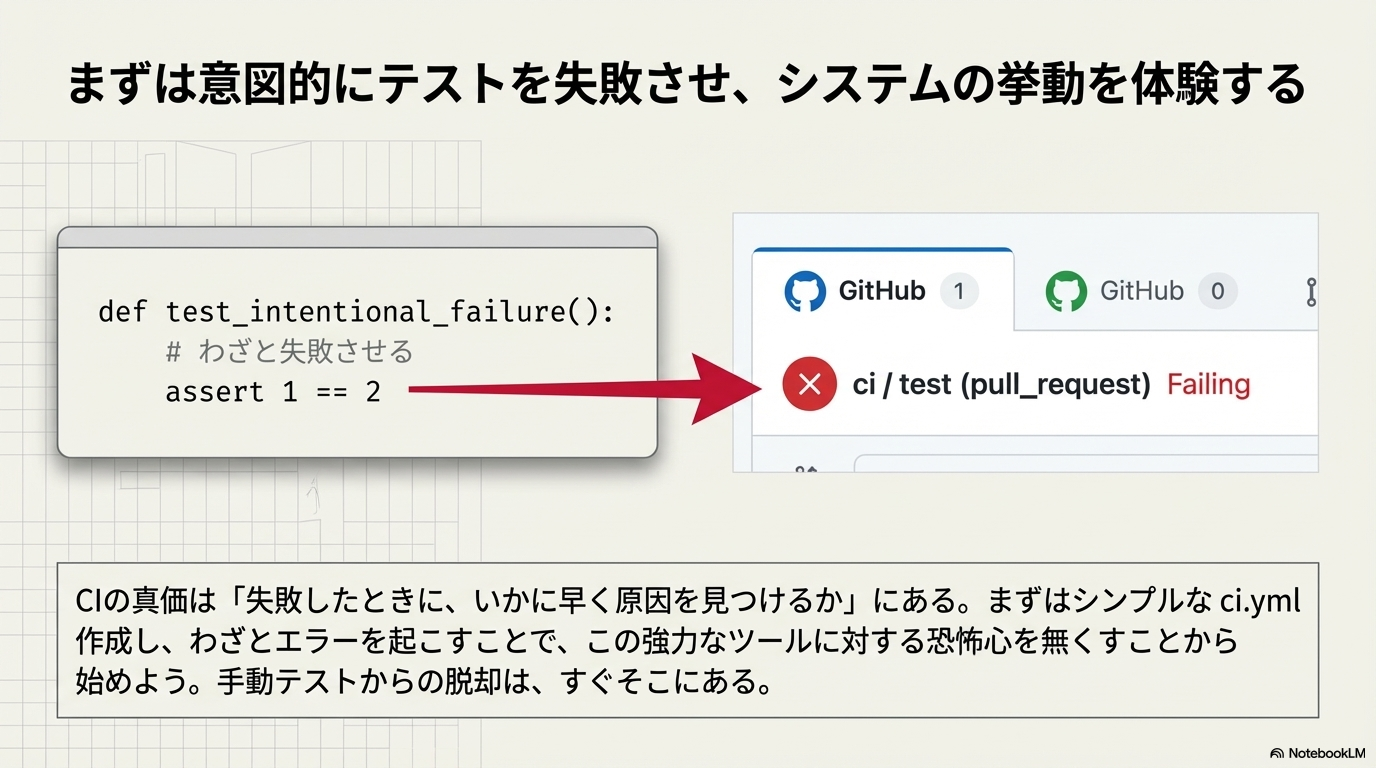 まずは意図的にテストを失敗させ、システムの挙動を体験する
def test_intentional_failure():
# わざと失敗させる
assert 1 == 2
GitHub 1 GitHub 0
ci / test (pull_request) Failing
CIの真価は「失敗したときに、いかに早く原因を見つけるか」にある。まずはシンプルな ci.yml
作成し、わざとエラーを起こすことで、この強力なツールに対する恐怖心を無くすことから
始めよう。手動テストからの脱却は、すぐそこにある。
NotebookLM